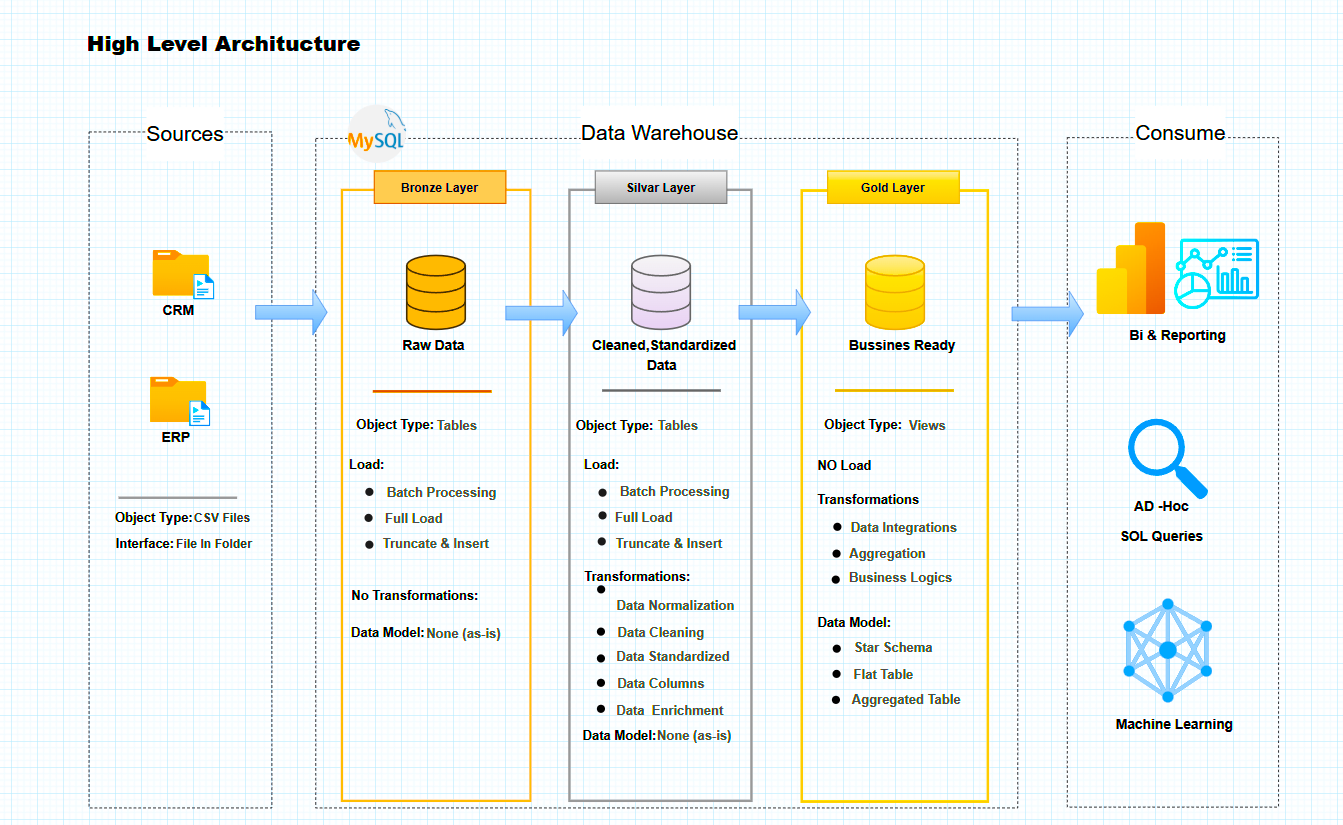 High Level Architucture
Sources
CRM
ERP
Object Type:CSV Files
Interface: File In Folder
MySQL
Data Warehouse
Bronze Layer
Raw Data
Object Type: Tables
Load:
Batch Processing
Full Load
Truncate & Insert
No Transformations:
Data Model: None (as-is)
Silvar Layer
Cleaned,Standardized
Data
Object Type: Tables
Load:
Batch Processing
Full Load
Truncate & Insert
Transformations:
Data Normalization
Data Cleaning
Data Standardized
Data Columns
Data Enrichment
Data Model:None (as-is)
Gold Layer
Bussines Ready
Object Type: Views
NO Load
Transformations
Data Integrations
Aggregation
Business Logics
Data Model:
Star Schema
Flat Table
Aggregated Table
Consume
Bi & Reporting
AD -Hoc
SOL Queries
Machine Learning